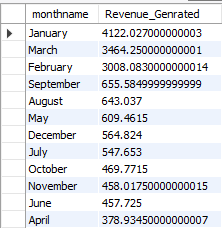 monthname Revenue_Genrated
January 4122.027000000003
March 3464.250000000001
February 3008.0830000000014
September 655.5849999999999
August 643.037
May 609.4615
December 564.824
July 547.653
October 469.7715
November 458.01750000000015
June 457.725
April 378.93450000000007